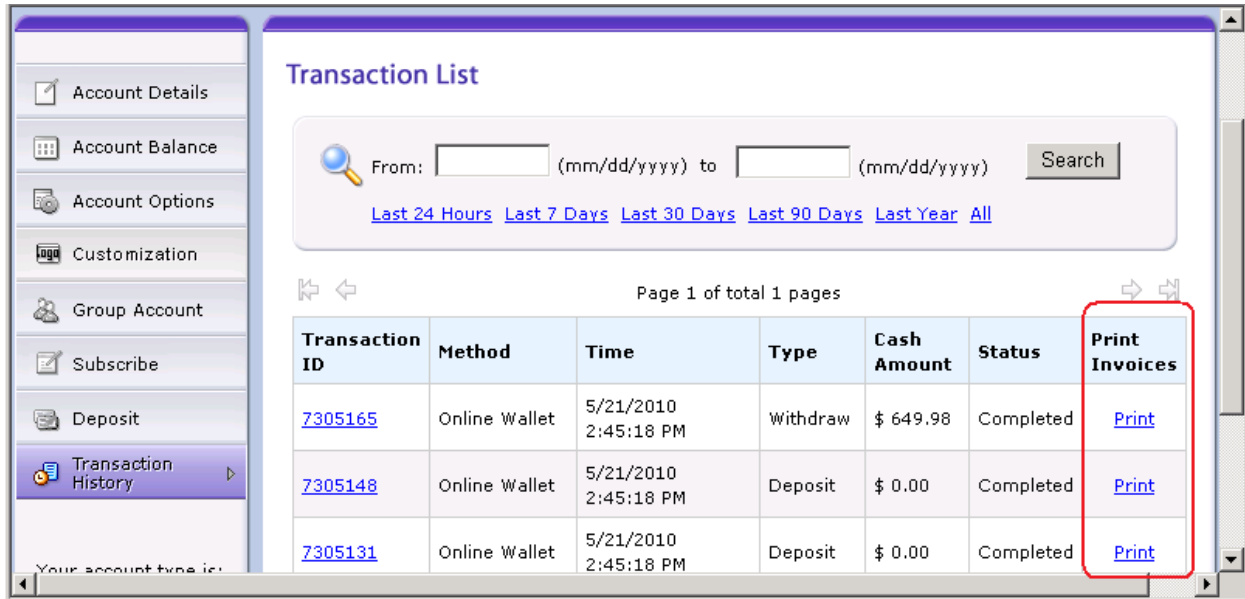 Account Details
Account Balance
Account Options
Logo Customization
Group Account
Subscribe
Deposit
Transaction
History
Your account type is:
Transaction List
From: (mm/dd/yyyy) to (mm/dd/yyyy) Search
Last 24 Hours Last 7 Days Last 30 Days Last 90 Days Last Year All
Page 1 of total 1 pages
Transaction ID Method Time Type Cash Amount Status Print Invoices
7305165 Online Wallet 5/21/2010 2:45:18 PM Withdraw $ 649.98 Completed Print
7305148 Online Wallet 5/21/2010 2:45:18 PM Deposit $ 0.00 Completed Print
7305131 Online Wallet 5/21/2010 2:45:18 PM Deposit $ 0.00 Completed Print